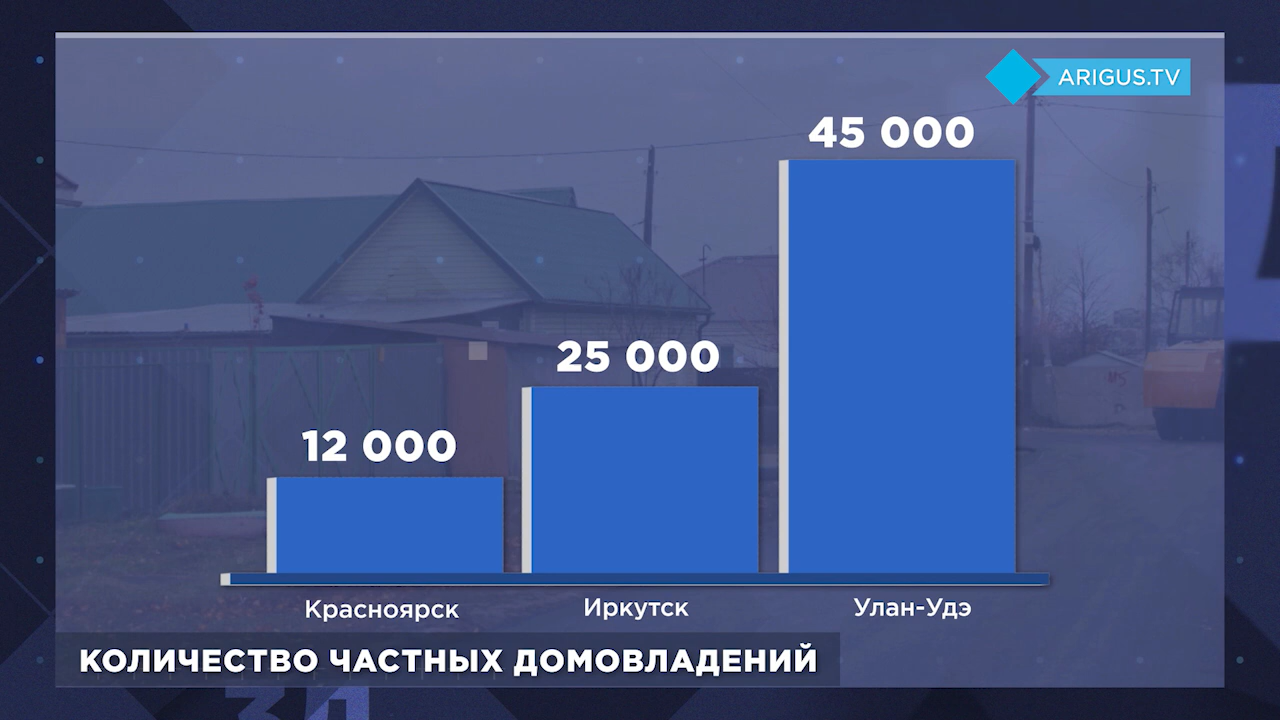 ARIGUS.TV
45 000
25 000
12 000
Красноярск
Иркутск
Улан-Удэ
КОЛИЧЕСТВО ЧАСТНЫХ ДОМОВЛАДЕНИЙ